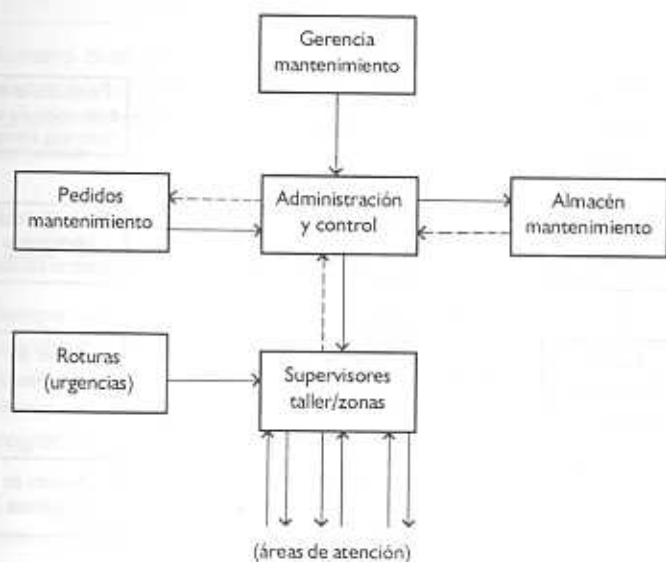 Gerencia
mantenimiento
Pedidos
mantenimiento
Administración
y control
Almacén
mantenimiento
Roturas
(urgencias)
Supervisores
taller/zonas
(áreas de atención)